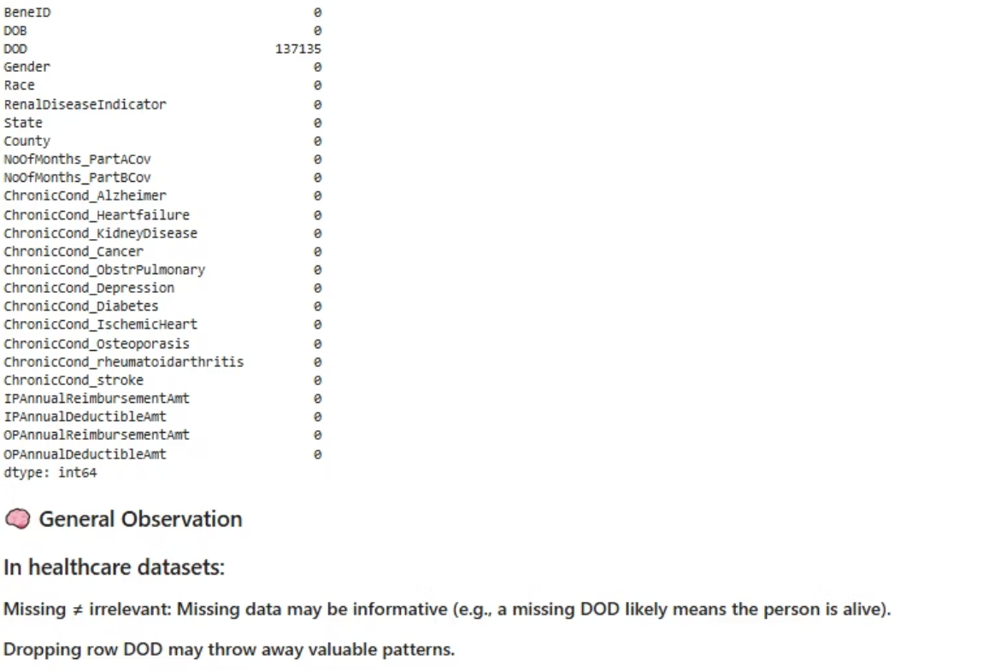 BeneID 0
DOB 0
DOD 137135
Gender 0
Race 0
RenalDiseaseIndicator 0
State 0
County 0
NoOfMonths_PartACov 0
NoOfMonths_PartBCov 0
ChronicCond_Alzheimer 0
ChronicCond_Heartfailure 0
ChronicCond_KidneyDisease 0
ChronicCond_Cancer 0
ChronicCond_ObstrPulmonary 0
ChronicCond_Depression 0
ChronicCond_Diabetes 0
ChronicCond_IschemicHeart 0
ChronicCond_Osteoporasis 0
ChronicCond_rheumatoidarthritis 0
ChronicCond_stroke 0
IPAnnualReimbursementAmt 0
IPAnnualDeductibleAmt 0
OPAnnualReimbursementAmt 0
OPAnnualDeductibleAmt 0
dtype: int64
🧠 General Observation
In healthcare datasets:
Missing ≠ irrelevant: Missing data may be informative (e.g., a missing DOD likely means the person is alive).
Dropping row DOD may throw away valuable patterns.